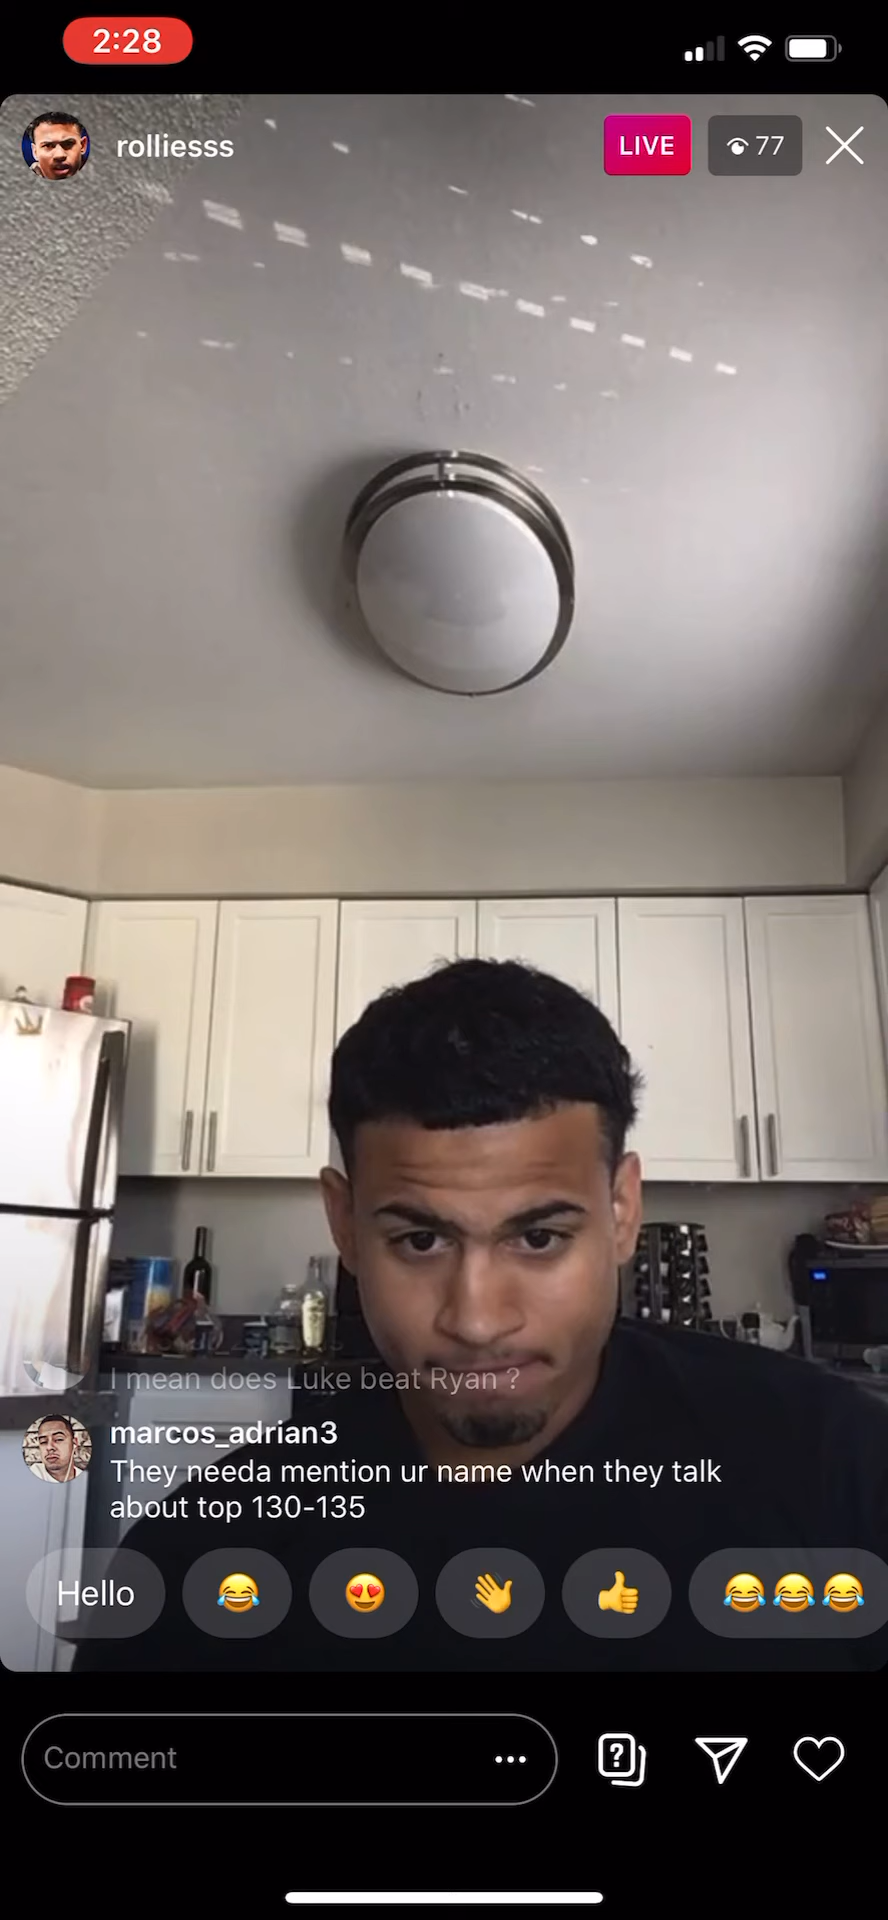 2:28
rolliesss
LIVE
77
I mean does Luke beat Ryan ?
marcos_adrian3
They needa mention ur name when they talk
about top 130-135
Hello
Comment